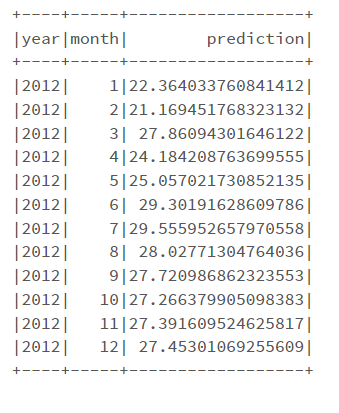 +----+-----+------------------+
|year|month|        prediction|
+----+-----+------------------+
|2012|    1|22.364033760841412|
|2012|    2|21.169451768323132|
|2012|    3| 27.86094301646122|
|2012|    4|24.184208763699555|
|2012|    5|25.057021730852135|
|2012|    6| 29.30191628609786|
|2012|    7|29.555952657970558|
|2012|    8| 28.02771304764036|
|2012|    9|27.720986862323553|
|2012|   10|27.266379905098383|
|2012|   11|27.391609524625817|
|2012|   12| 27.45301069255609|
+----+-----+------------------+